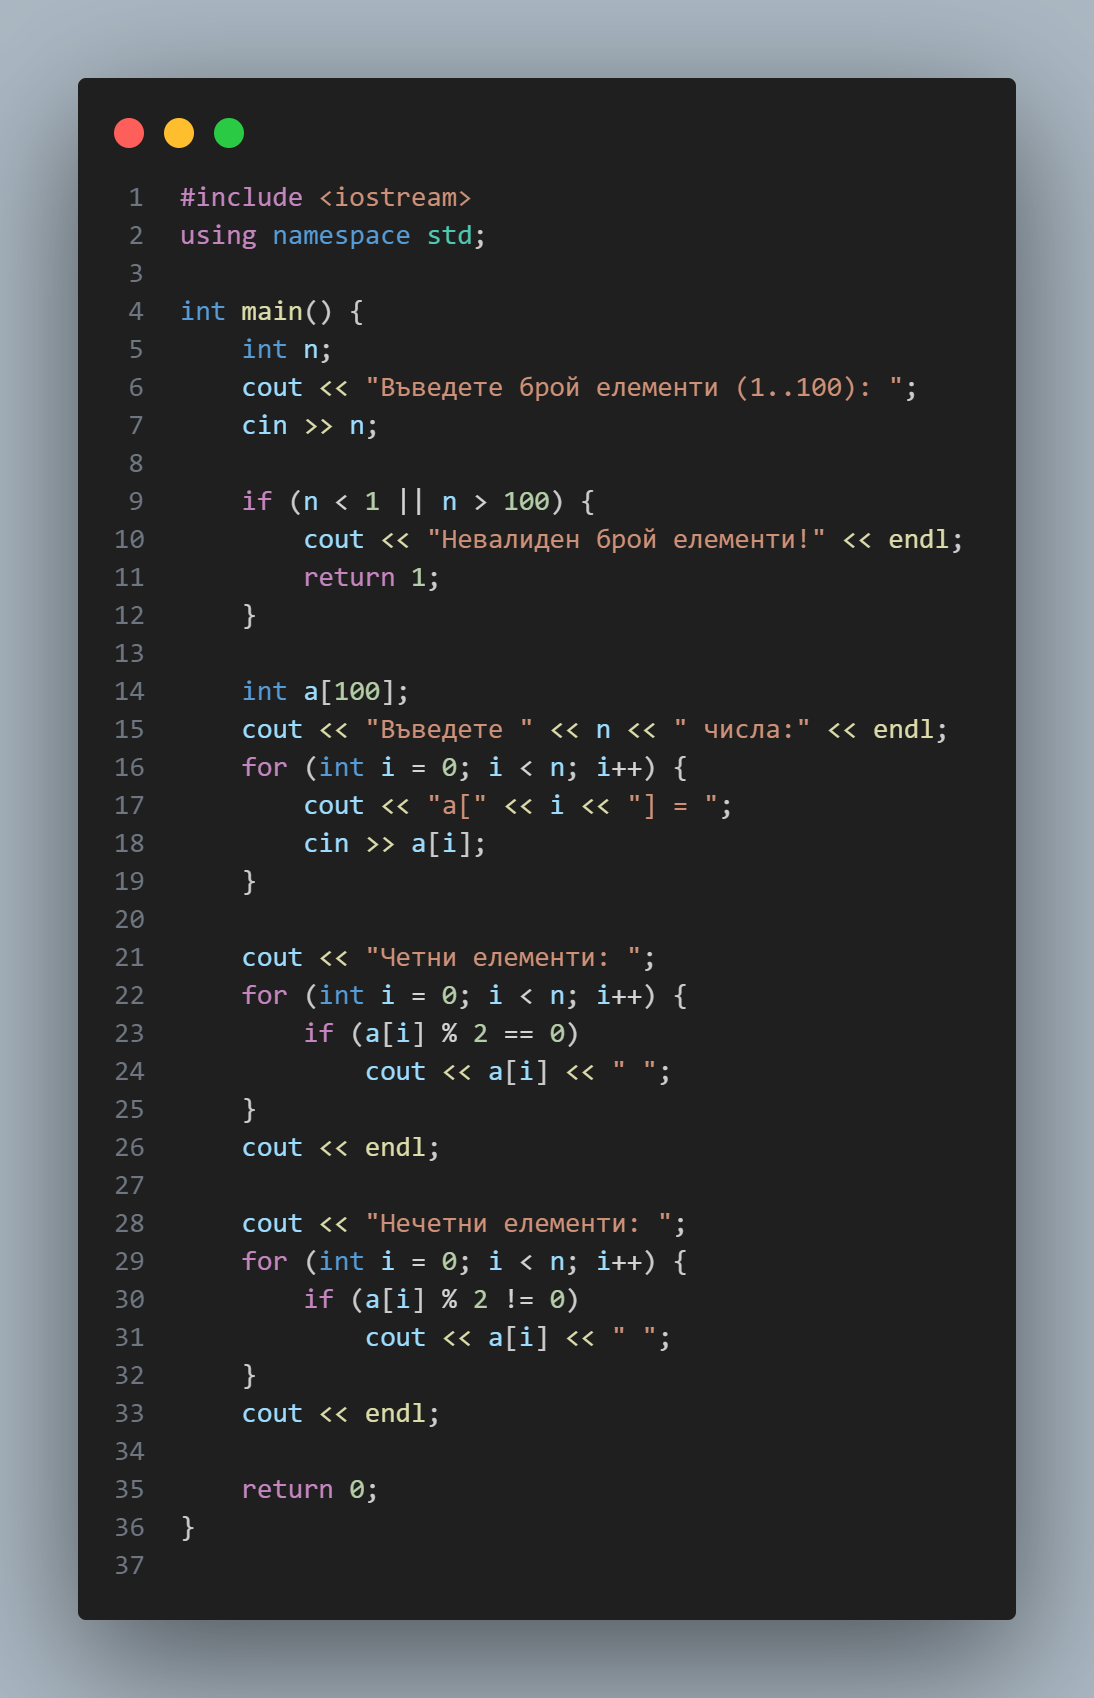 1 #include <iostream>
2 using namespace std;
3
4 int main() {
5     int n;
6     cout << "Въведете брой елементи (1..100): ";
7     cin >> n;
8
9     if (n < 1 || n > 100) {
10         cout << "Невалиден брой елементи!" << endl;
11         return 1;
12     }
13
14     int a[100];
15     cout << "Въведете " << n << " числа:" << endl;
16     for (int i = 0; i < n; i++) {
17         cout << "a[" << i << "] = ";
18         cin >> a[i];
19     }
20
21     cout << "Четни елементи: ";
22     for (int i = 0; i < n; i++) {
23         if (a[i] % 2 == 0)
24             cout << a[i] << " ";
25     }
26     cout << endl;
27
28     cout << "Нечетни елементи: ";
29     for (int i = 0; i < n; i++) {
30         if (a[i] % 2 != 0)
31             cout << a[i] << " ";
32     }
33     cout << endl;
34
35     return 0;
36 }
37